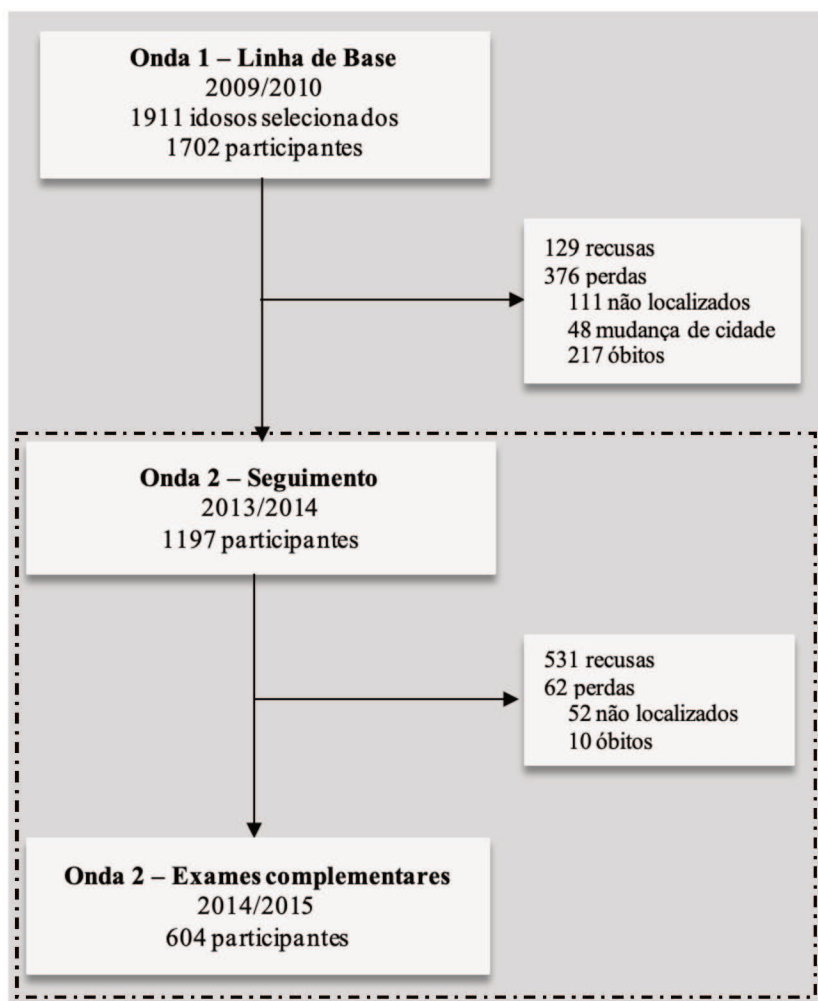 Onda 1 – Linha de Base
2009/2010
1911 idosos selecionados
1702 participantes
129 recusas
376 perdas
111 não localizados
48 mudança de cidade
217 óbitos
Onda 2 – Seguimento
2013/2014
1197 participantes
531 recusas
62 perdas
52 não localizados
10 óbitos
Onda 2 – Exames complementares
2014/2015
604 participantes